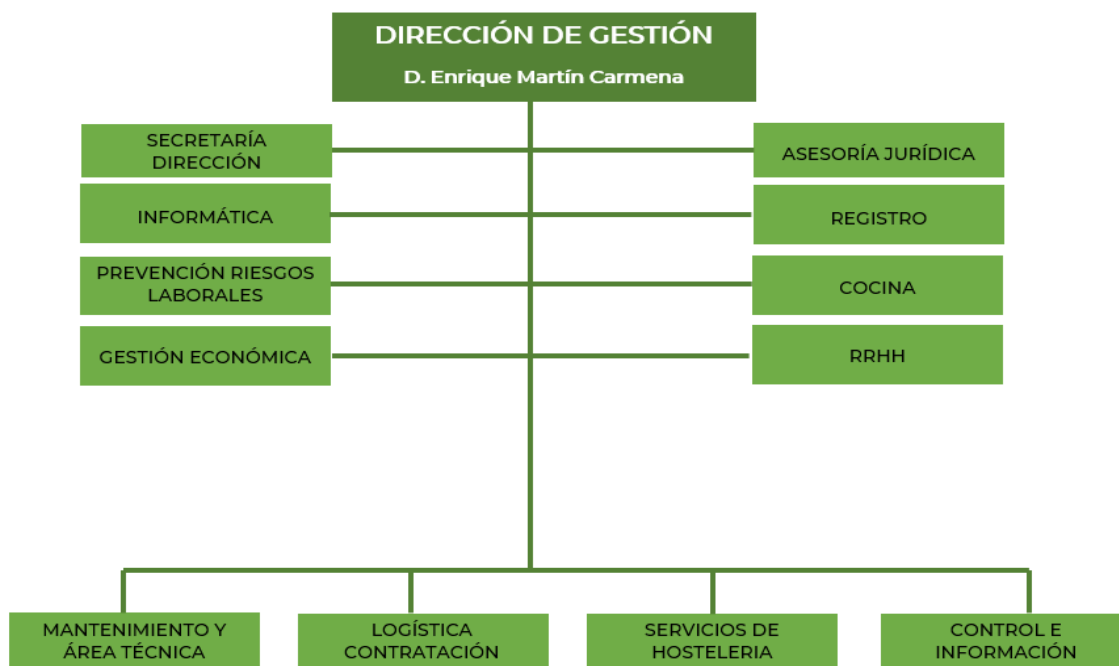 DIRECCIÓN DE GESTIÓN
D. Enrique Martín Carmena
SECRETARÍA
DIRECCIÓN
ASESORÍA JURÍDICA
INFORMÁTICA
REGISTRO
PREVENCIÓN RIESGOS
LABORALES
COCINA
GESTIÓN ECONÓMICA
RRHH
MANTENIMIENTO Y
ÁREA TÉCNICA
LOGÍSTICA
CONTRATACIÓN
SERVICIOS DE
HOSTELERIA
CONTROL E
INFORMACIÓN